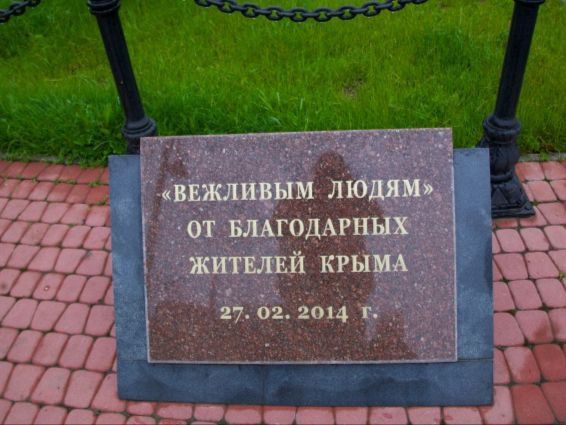 «ВЕЖЛИВЫМ ЛЮДЯМ»
ОТ БЛАГОДАРНЫХ
ЖИТЕЛЕЙ КРЫМА
27. 02. 2014 г.